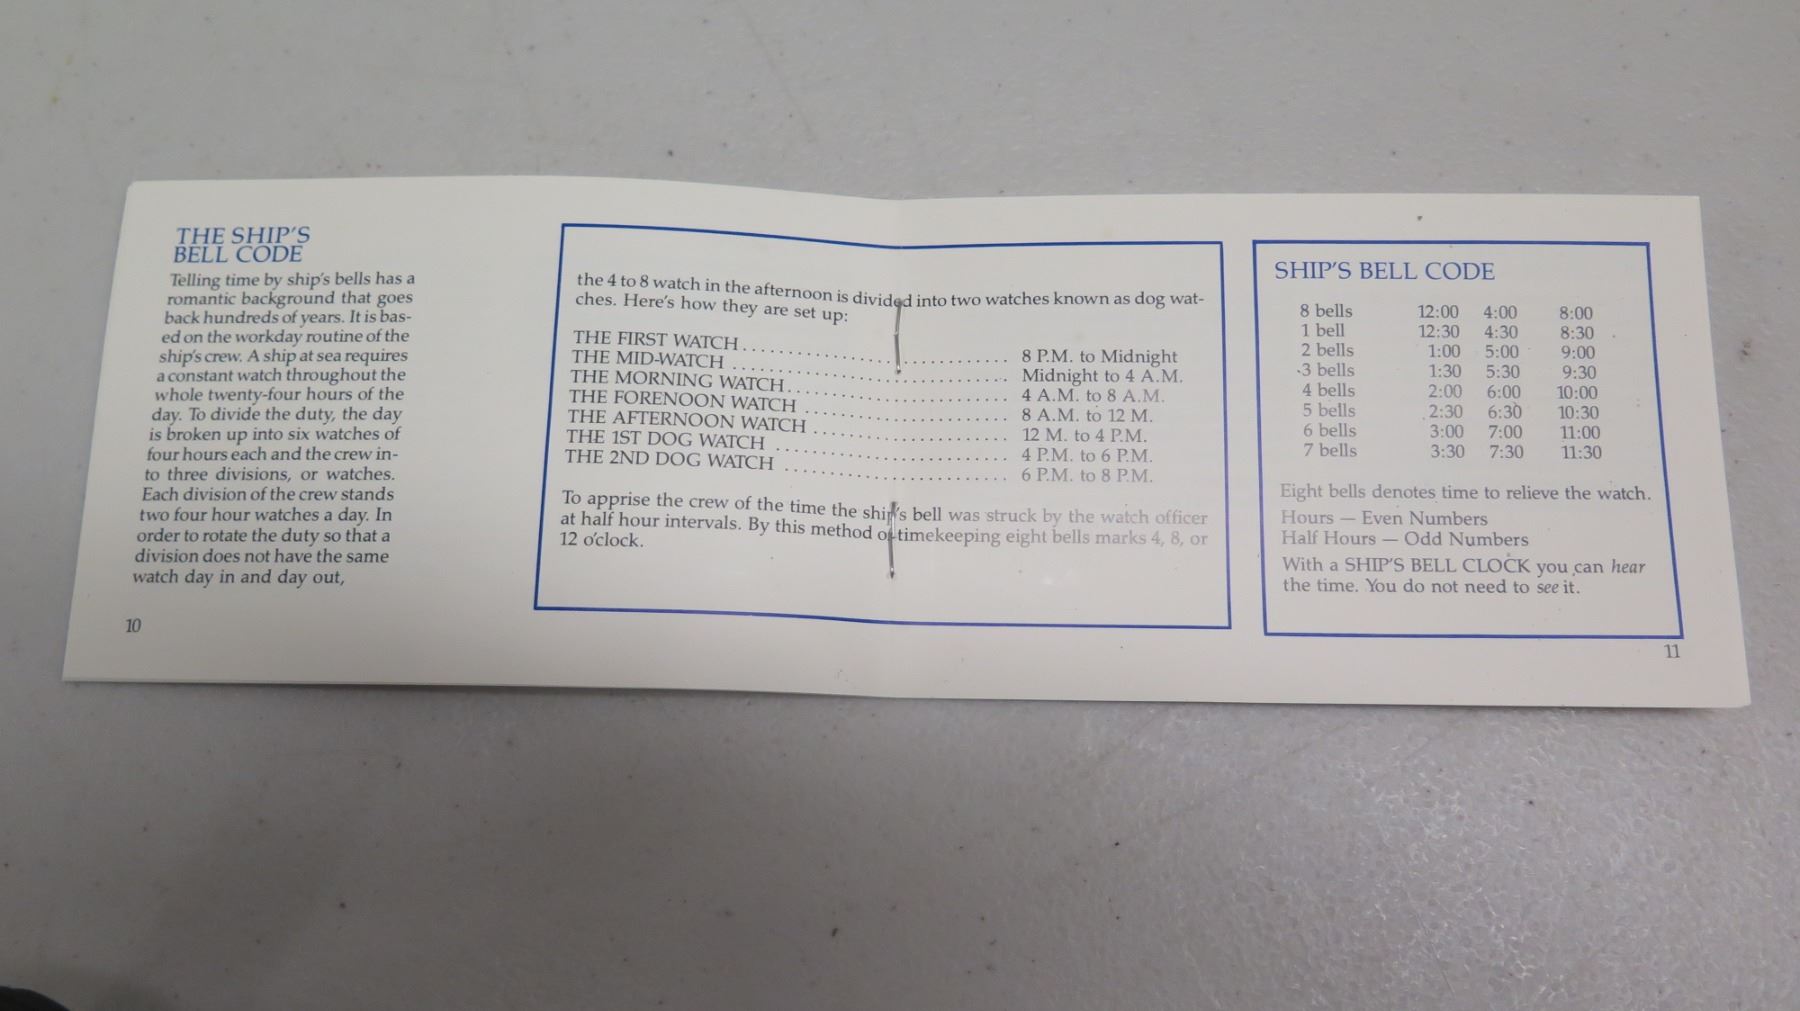 THE SHIP'S
BELL CODE
Telling time by ship's bells has a
romantic background that goes
back hundreds of years. It is bas-
ed on the workday routine of the
ship's crew. A ship at sea requires
a constant watch throughout the
whole twenty-four hours of the
day. To divide the duty, the day
is broken up into six watches of
four hours each and the crew in-
to three divisions, or watches.
Each division of the crew stands
two four hour watches a day. In
order to rotate the duty so that a
division does not have the same
watch day in and day out,
10
the 4 to 8 watch in the afternoon is divided into two watches known as dog wat-
ches. Here's how they are set up:
THE FIRST WATCH .............................. 8 P.M. to Midnight
THE MID-WATCH .............................. Midnight to 4 A.M.
THE MORNING WATCH .............................. 4 A.M. to 8 A.M.
THE FORENOON WATCH .............................. 8 A.M. to 12 M.
THE AFTERNOON WATCH .............................. 12 M. to 4 P.M.
THE 1ST DOG WATCH .............................. 4 P.M. to 6 P.M.
THE 2ND DOG WATCH .............................. 6 P.M. to 8 P.M.
To apprise the crew of the time the ship's bell was struck by the watch officer
at half hour intervals. By this method of timekeeping eight bells marks 4, 8, or
12 o'clock.
SHIP'S BELL CODE
8 bells 12:00 4:00 8:00
1 bell 12:30 4:30 8:30
2 bells 1:00 5:00 9:00
3 bells 1:30 5:30 9:30
4 bells 2:00 6:00 10:00
5 bells 2:30 6:30 10:30
6 bells 3:00 7:00 11:00
7 bells 3:30 7:30 11:30
Eight bells denotes time to relieve the watch.
Hours — Even Numbers
Half Hours — Odd Numbers
With a SHIP'S BELL CLOCK you can hear
the time. You do not need to see it.
11